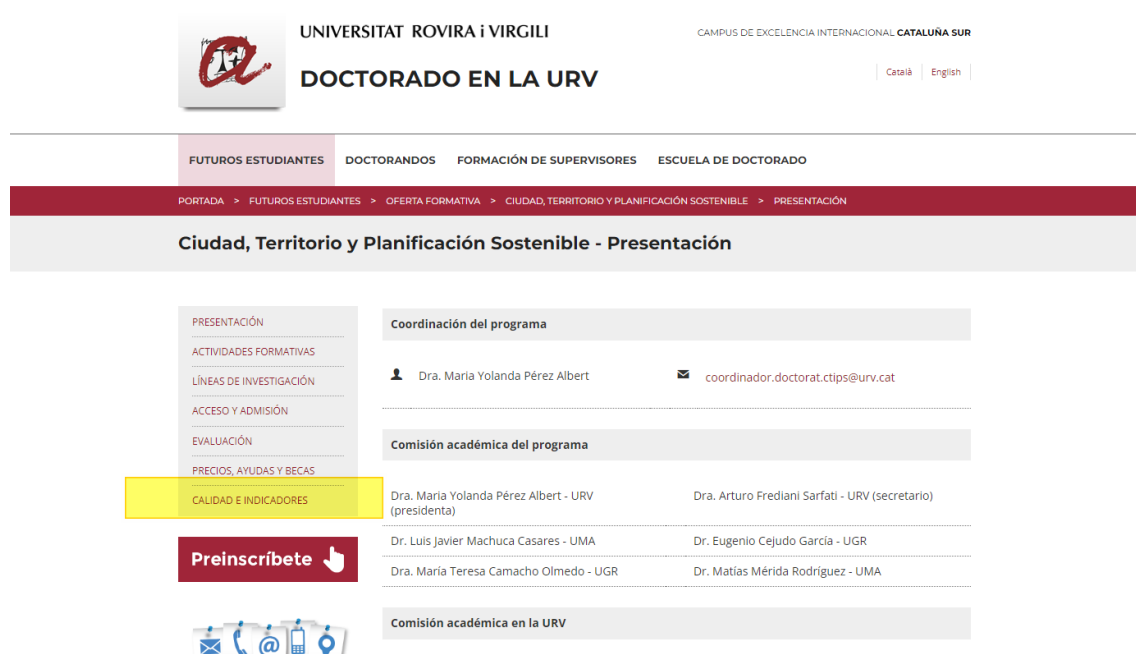 UNIVERSITAT ROVIRA i VIRGILI
CAMPUS DE EXCELENCIA INTERNACIONAL CATALUÑA SUR
DOCTORADO EN LA URV
Català English
FUTUROS ESTUDIANTES DOCTORANDOS FORMACIÓN DE SUPERVISORES ESCUELA DE DOCTORADO
PORTADA > FUTUROS ESTUDIANTES > OFERTA FORMATIVA > CIUDAD, TERRITORIO Y PLANIFICACIÓN SOSTENIBLE > PRESENTACIÓN
Ciudad, Territorio y Planificación Sostenible - Presentación
PRESENTACIÓN
ACTIVIDADES FORMATIVAS
LÍNEAS DE INVESTIGACIÓN
ACCESO Y ADMISIÓN
EVALUACIÓN
PRECIOS, AYUDAS Y BECAS
CALIDAD E INDICADORES
Preinscríbete
@
Coordinación del programa
Dra. Maria Yolanda Pérez Albert coordinador.doctorat.ctips@urv.cat
Comisión académica del programa
Dra. Maria Yolanda Pérez Albert - URV Dra. Arturo Frediani Sarfati - URV (secretario)
(presidenta)
Dr. Luis Javier Machuca Casares - UMA Dr. Eugenio Cejudo García - UGR
Dra. María Teresa Camacho Olmedo - UGR Dr. Matías Mérida Rodríguez - UMA
Comisión académica en la URV